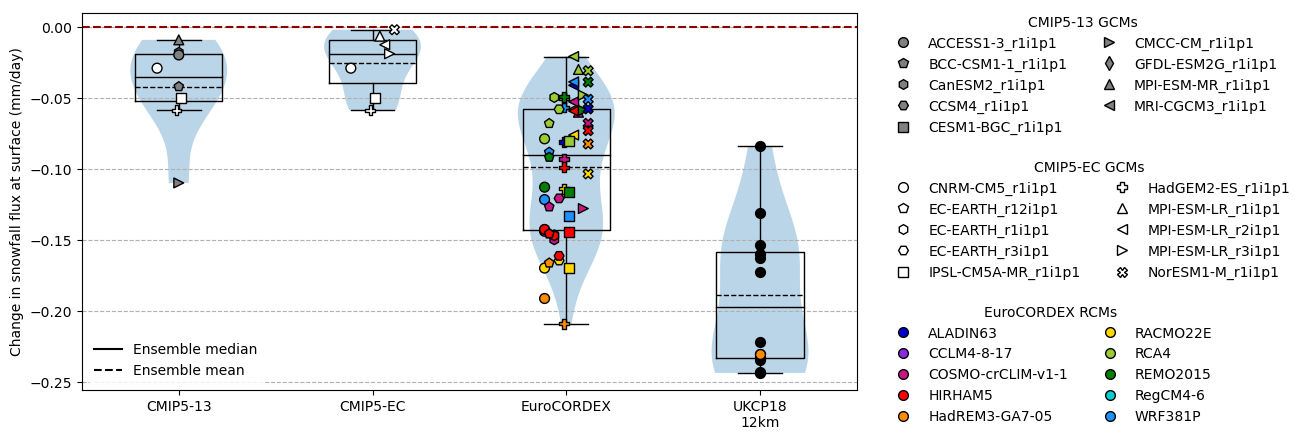 Change in snowfall flux at surface (mm/day)
0.00
−0.05
−0.10
−0.15
−0.20
−0.25
Ensemble median
Ensemble mean
CMIP5-13
CMIP5-EC
EuroCORDEX
UKCP18
12km
CMIP5-13 GCMs
ACCESS1-3_r1i1p1
BCC-CSM1-1_r1i1p1
CanESM2_r1i1p1
CCSM4_r1i1p1
CESM1-BGC_r1i1p1
CMCC-CM_r1i1p1
GFDL-ESM2G_r1i1p1
MPI-ESM-MR_r1i1p1
MRI-CGCM3_r1i1p1
CMIP5-EC GCMs
CNRM-CM5_r1i1p1
EC-EARTH_r12i1p1
EC-EARTH_r1i1p1
EC-EARTH_r3i1p1
IPSL-CM5A-MR_r1i1p1
HadGEM2-ES_r1i1p1
MPI-ESM-LR_r1i1p1
MPI-ESM-LR_r2i1p1
MPI-ESM-LR_r3i1p1
NorESM1-M_r1i1p1
EuroCORDEX RCMs
ALADIN63
CCLM4-8-17
COSMO-crCLIM-v1-1
HIRHAM5
HadREM3-GA7-05
RACMO22E
RCA4
REMO2015
RegCM4-6
WRF381P